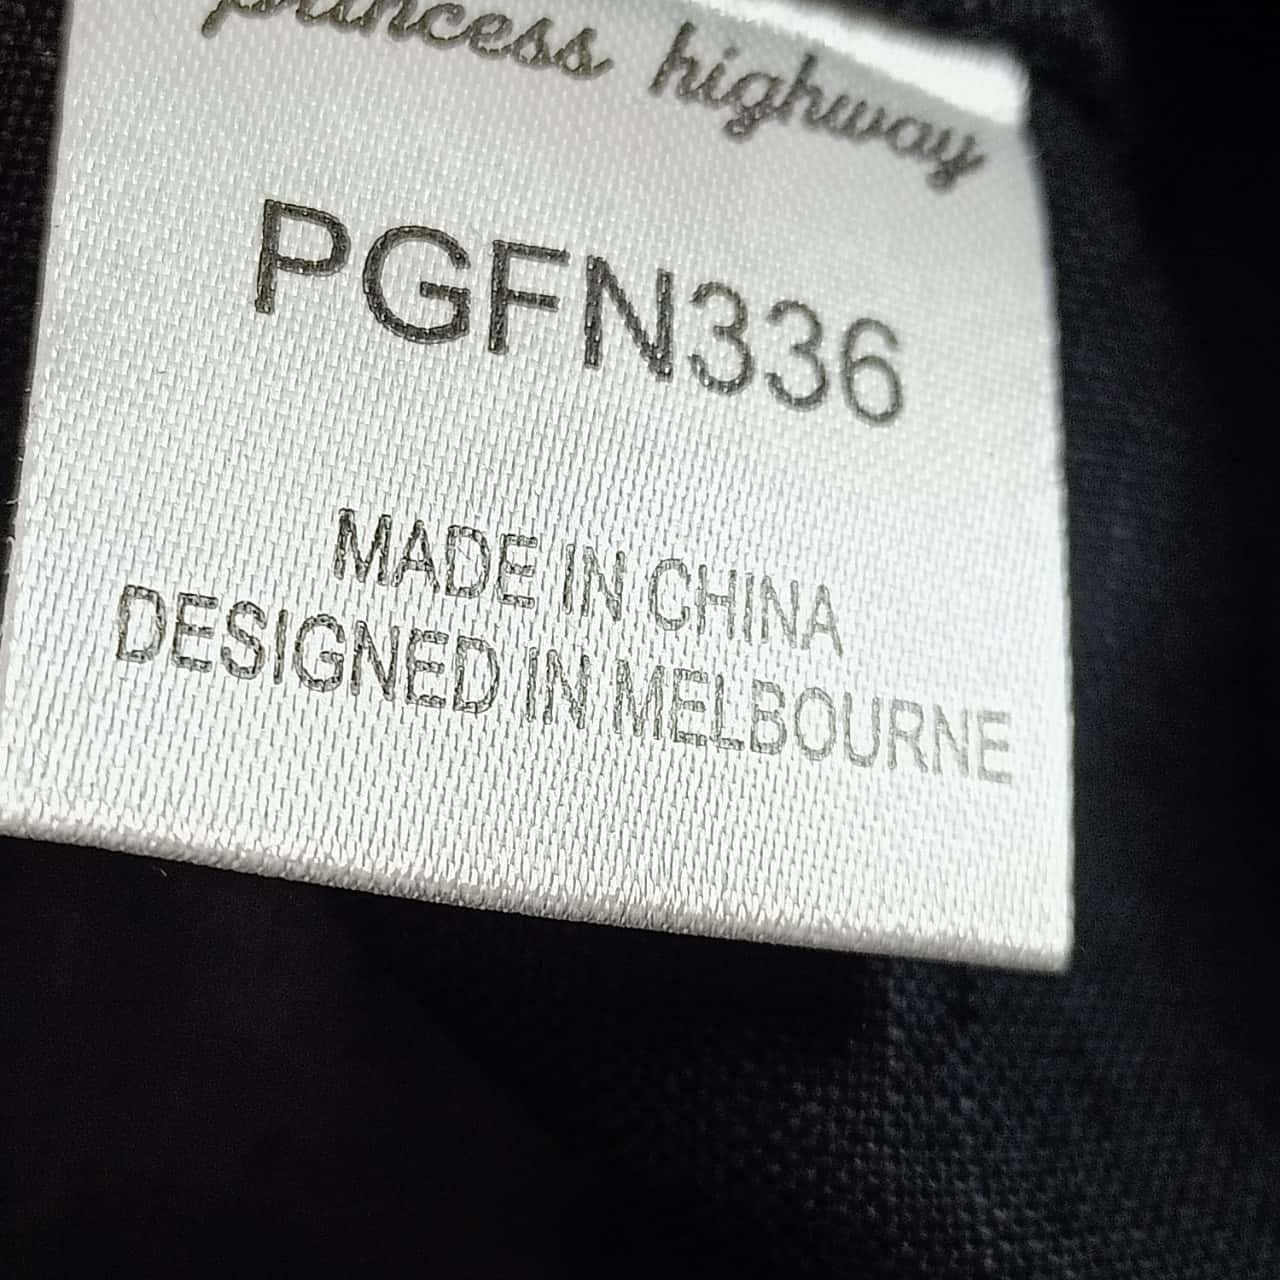 princess highway
PGFN336
MADE IN CHINA
DESIGNED IN MELBOURNE